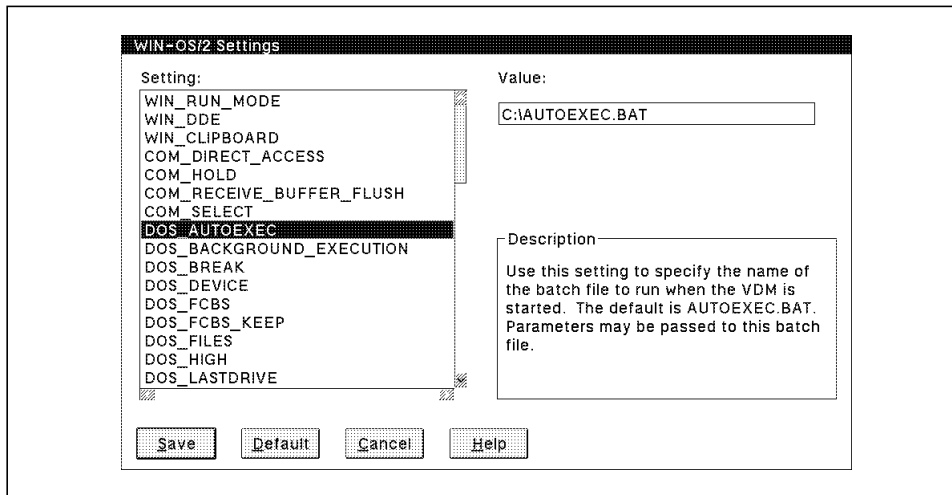 WIN-OS/2 Settings
Setting:
WIN_RUN_MODE
WIN_DDE
WIN_CLIPBOARD
COM_DIRECT_ACCESS
COM_HOLD
COM_RECEIVE_BUFFER_FLUSH
COM_SELECT
DOS_AUTOEXEC
DOS_BACKGROUND_EXECUTION
DOS_BREAK
DOS_DEVICE
DOS_FCBS
DOS_FCBS_KEEP
DOS_FILES
DOS_HIGH
DOS_LASTDRIVE
Value:
C:\AUTOEXEC.BAT
Description
Use this setting to specify the name of
the batch file to run when the VDM is
started. The default is AUTOEXEC.BAT.
Parameters may be passed to this batch
file.
Save Default Cancel Help